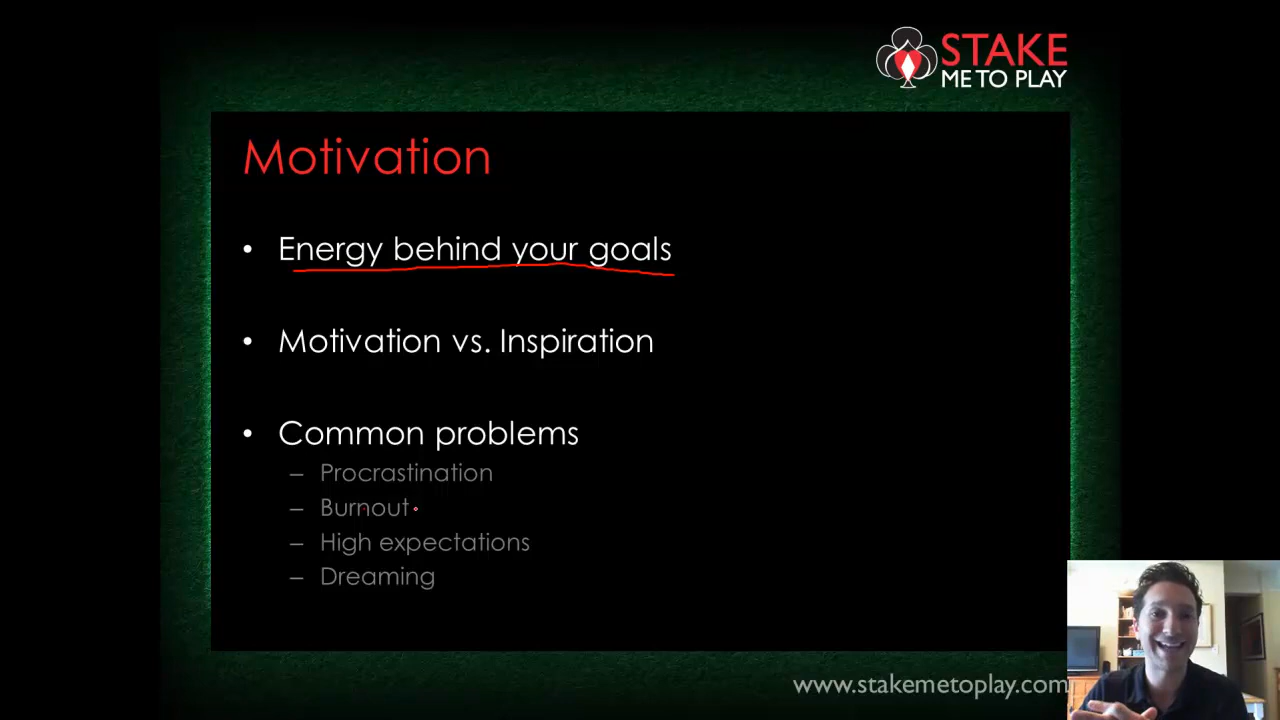 STAKE
ME TO PLAY
Motivation
• Energy behind your goals
• Motivation vs. Inspiration
• Common problems
– Procrastination
– Burnout
– High expectations
– Dreaming
www.stakemetoplay.com